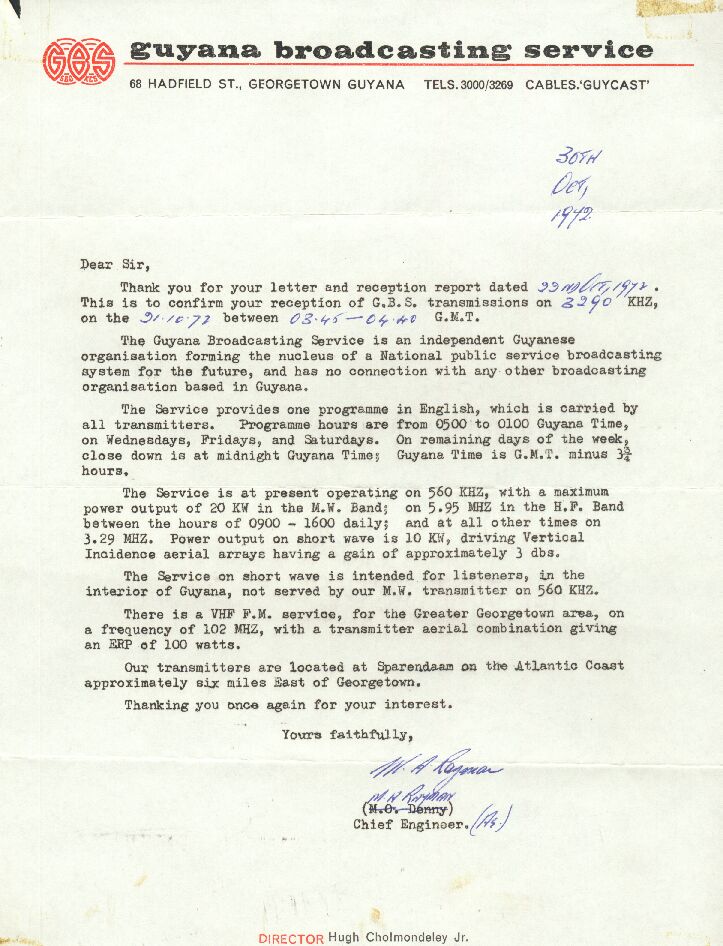 GBS
guyana broadcasting service
68 HADFIELD ST., GEORGETOWN GUYANA TELS.3000/3269 CABLES.'GUYCAST'
30TH
Oct,
1972
Dear Sir,
Thank you for your letter and reception report dated 22nd Oct, 1972.
This is to confirm your reception of G.B.S. transmissions on 3290 KHZ,
on the 21.10.72 between 03.45 - 04.40 G.M.T.
The Guyana Broadcasting Service is an independent Guyanese
organisation forming the nucleus of a National public service broadcasting
system for the future, and has no connection with any other broadcasting
organisation based in Guyana.
The Service provides one programme in English, which is carried by
all transmitters. Programme hours are from 0500 to 0100 Guyana Time,
on Wednesdays, Fridays, and Saturdays. On remaining days of the week,
close down is at midnight Guyana Time; Guyana Time is G.M.T. minus 3¾
hours.
The Service is at present operating on 560 KHZ, with a maximum
power output of 20 KW in the M.W. Band; on 5.95 MHZ in the H.F. Band
between the hours of 0900 - 1600 daily; and at all other times on
3.29 MHZ. Power output on short wave is 10 KW, driving Vertical
Incidence aerial arrays having a gain of approximately 3 dbs.
The Service on short wave is intended for listeners, in the
interior of Guyana, not served by our M.W. transmitter on 560 KHZ.
There is a VHF F.M. service, for the Greater Georgetown area, on
a frequency of 102 MHZ, with a transmitter aerial combination giving
an ERP of 100 watts.
Our transmitters are located at Sparendaam on the Atlantic Coast
approximately six miles East of Georgetown.
Thanking you once again for your interest.
Yours faithfully,
M A Rayman
(M.O. Denny)
Chief Engineer.
DIRECTOR Hugh Cholmondeley Jr.